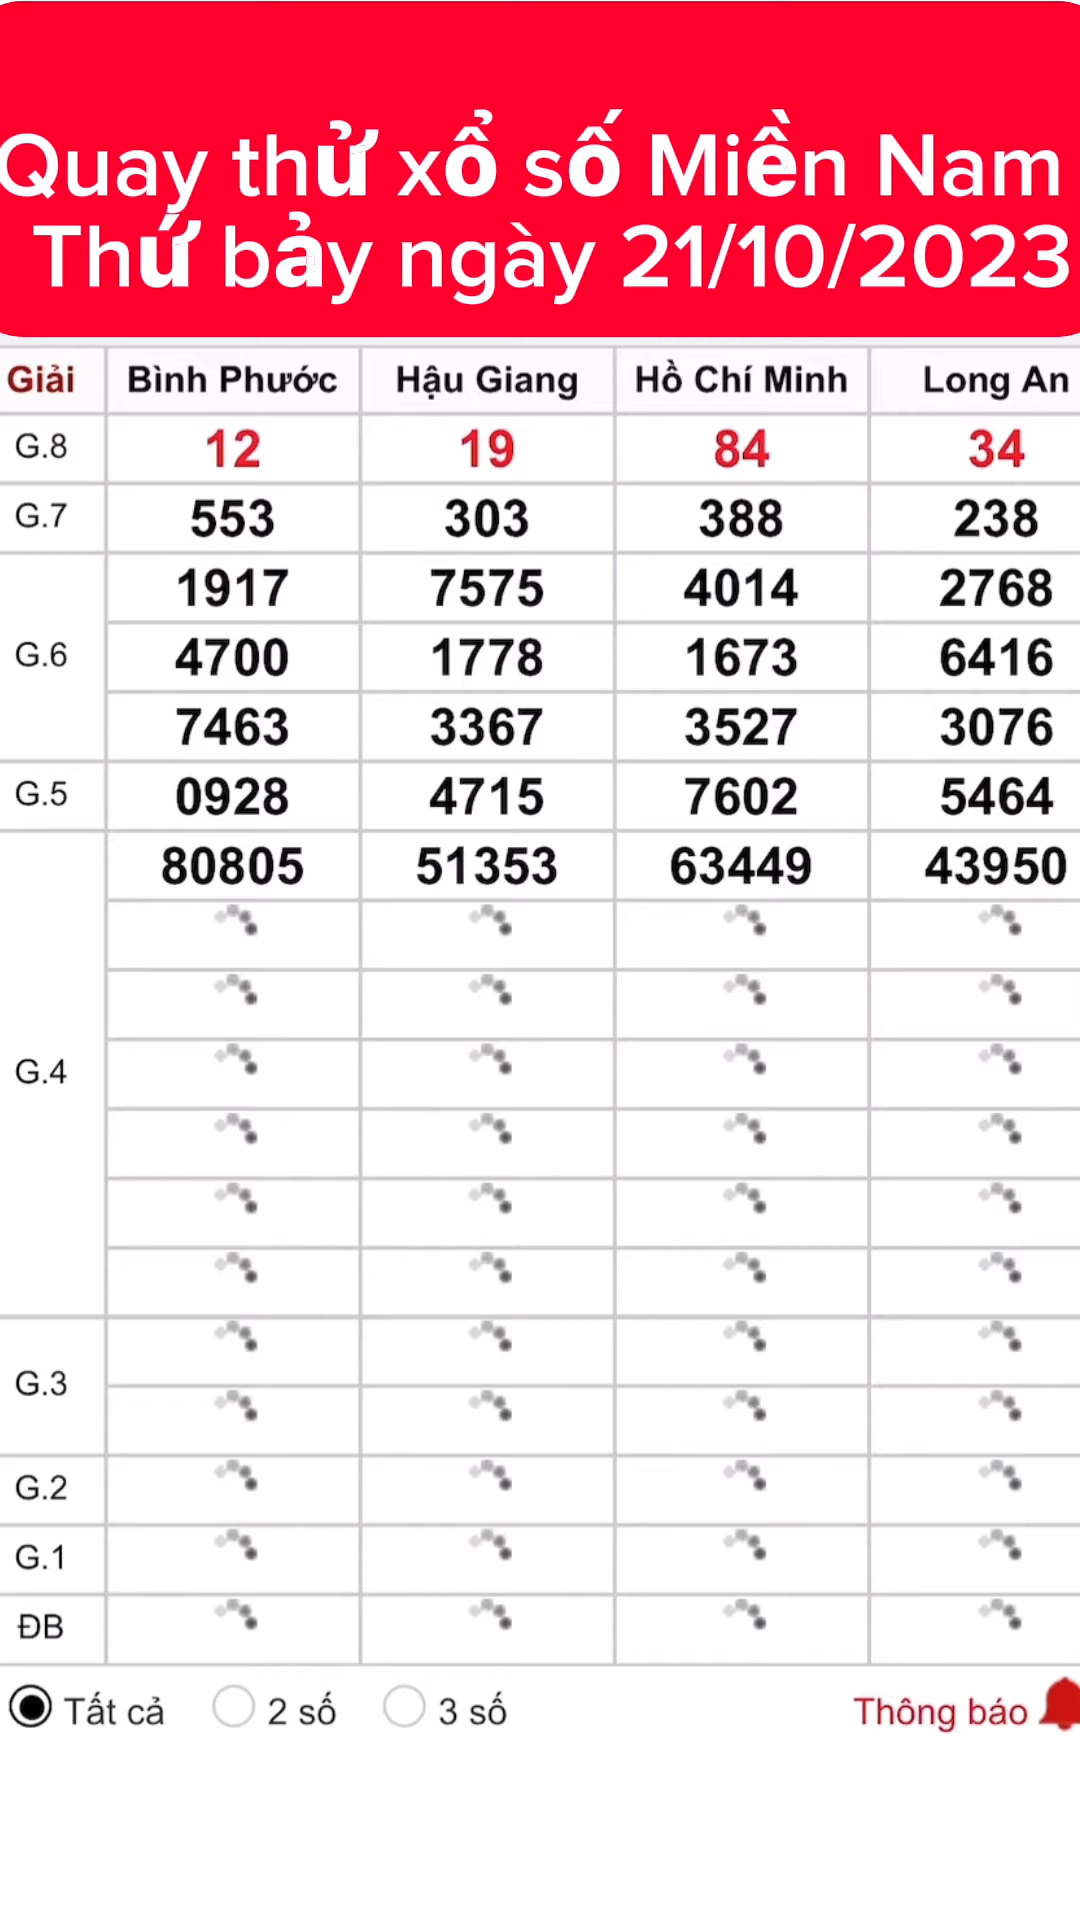 Quay thử xổ số Miền Nam
Thứ bảy ngày 21/10/2023
Giải Bình Phước Hậu Giang Hồ Chí Minh Long An
G.8 12 19 84 34
G.7 553 303 388 238
1917 7575 4014 2768
G.6 4700 1778 1673 6416
7463 3367 3527 3076
G.5 0928 4715 7602 5464
80805 51353 63449 43950
G.4
G.3
G.2
G.1
ĐB
Tất cả 2 số 3 số Thông báo